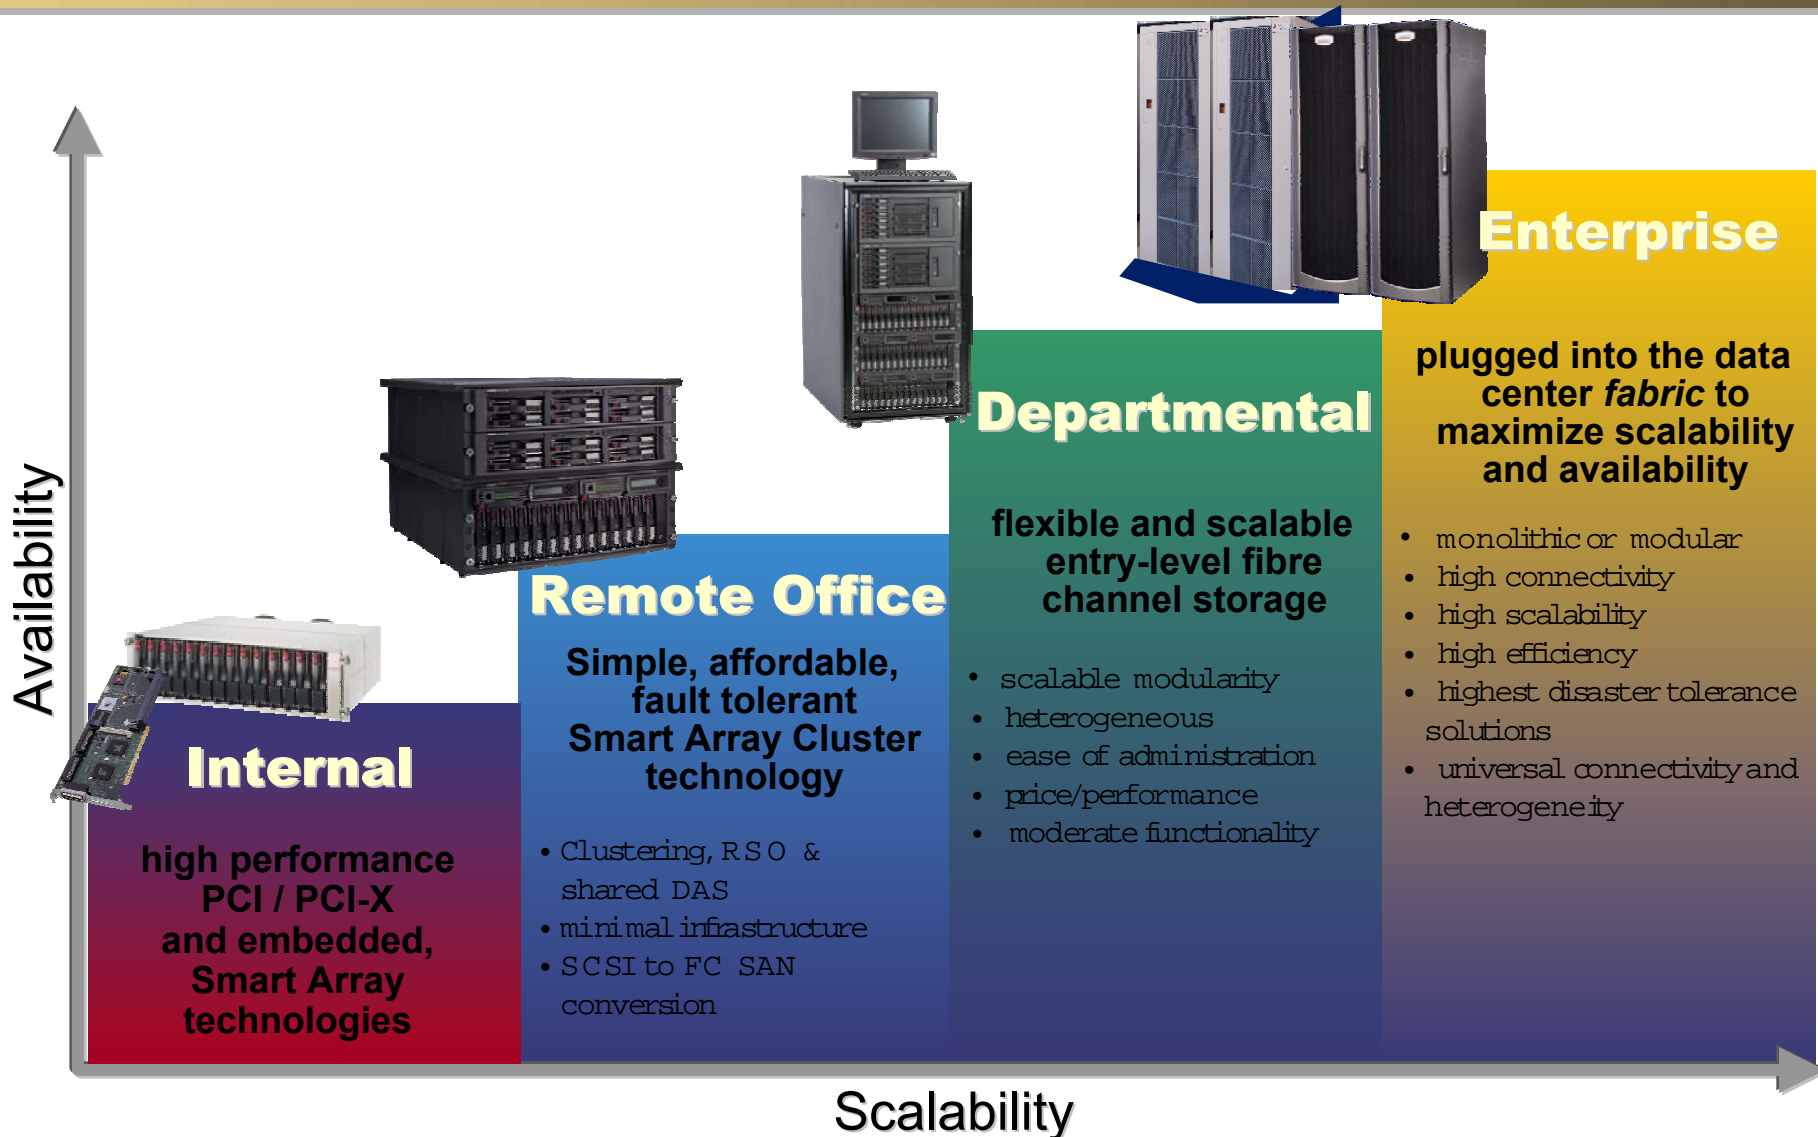 Availability
Internal
high performance
PCI / PCI-X
and embedded,
Smart Array
technologies
Remote Office
Simple, affordable,
fault tolerant
Smart Array Cluster
technology
• Clustering, RSO &
shared DAS
• minimal infrastructure
• SCSI to FC SAN
conversion
Departmental
flexible and scalable
entry-level fibre
channel storage
• scalable modularity
• heterogeneous
• ease of administration
• price/performance
• moderate functionality
Enterprise
plugged into the data
center fabric to
maximize scalability
and availability
• monolithic or modular
• high connectivity
• high scalability
• high efficiency
• highest disaster tolerance
solutions
• universal connectivity and
heterogeneity
Scalability